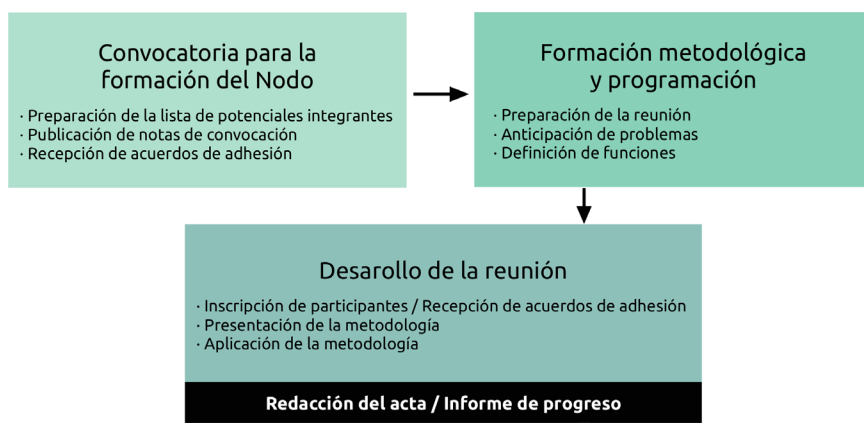 Convocatoria para la
formación del Nodo
· Preparación de la lista de potenciales integrantes
· Publicación de notas de convocación
· Recepción de acuerdos de adhesión
Formación metodológica
y programación
· Preparación de la reunión
· Anticipación de problemas
· Definición de funciones
Desarollo de la reunión
· Inscripción de participantes / Recepción de acuerdos de adhesión
· Presentación de la metodología
· Aplicación de la metodología
Redacción del acta / Informe de progreso